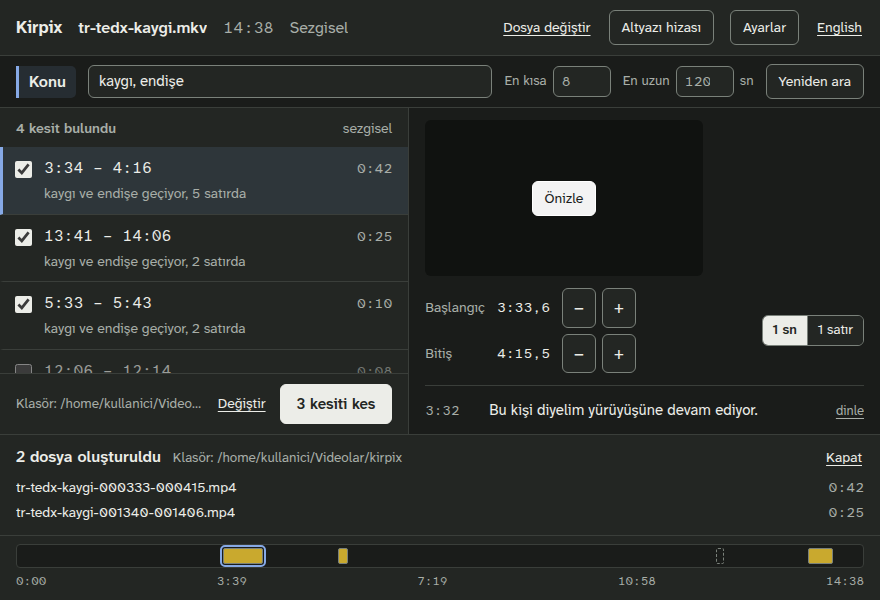 Kirpix tr-tedx-kaygi.mkv 14:38 Sezgisel Dosya değiştir Altyazı hizası Ayarlar English
Konu kaygı, endişe En kısa 8 En uzun 120 sn Yeniden ara
4 kesit bulundu sezgisel
3:34 – 4:16 0:42
kaygı ve endişe geçiyor, 5 satırda
13:41 – 14:06 0:25
kaygı ve endişe geçiyor, 2 satırda
5:33 – 5:43 0:10
kaygı ve endişe geçiyor, 2 satırda
12:06 – 12:14 0:08
Klasör: /home/kullanici/Video... Değiştir 3 kesiti kes
Önizle
Başlangıç 3:33,6 − +
Bitiş 4:15,5 − +
1 sn 1 satır
3:32 Bu kişi diyelim yürüyüşüne devam ediyor. dinle
2 dosya oluşturuldu Klasör: /home/kullanici/Videolar/kirpix Kapat
tr-tedx-kaygi-000333-000415.mp4 0:42
tr-tedx-kaygi-001340-001406.mp4 0:25
0:00 3:39 7:19 10:58 14:38